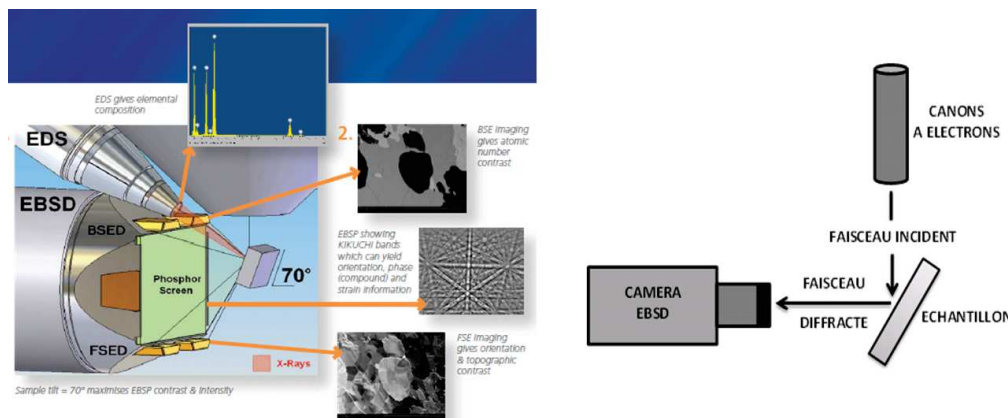 EDS gives elemental
composition
2.
EDS
BSE imaging
gives atomic
number
contrast
EBSD
BSED
EBSP showing
KIKUCHI bands
which can yield
orientation, phase
(compound) and
strain information
Phosphor
Screen
70°
FSED
X-Rays
FSE imaging
gives orientation
& topographic
contrast
Sample tilt = 70° maximises EBSP contrast & intensity
CANONS
A ELECTRONS
FAISCEAU INCIDENT
CAMERA
EBSD
FAISCEAU
DIFFRACTE
ECHANTILLON